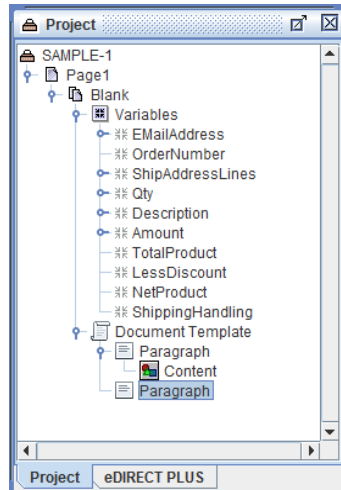 Project
SAMPLE-1
Page1
Blank
Variables
EMailAddress
OrderNumber
ShipAddressLines
Qty
Description
Amount
TotalProduct
LessDiscount
NetProduct
ShippingHandling
Document Template
Paragraph
Content
Paragraph
Project eDIRECT PLUS